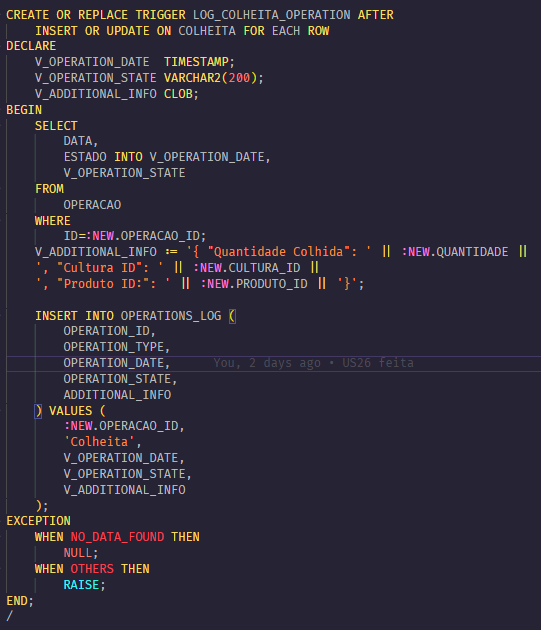 CREATE OR REPLACE TRIGGER LOG_COLHEITA_OPERATION AFTER
    INSERT OR UPDATE ON COLHEITA FOR EACH ROW
DECLARE
    V_OPERATION_DATE  TIMESTAMP;
    V_OPERATION_STATE VARCHAR2(200);
    V_ADDITIONAL_INFO CLOB;
BEGIN
    SELECT
        DATA,
        ESTADO INTO V_OPERATION_DATE,
        V_OPERATION_STATE
    FROM
        OPERACAO
    WHERE
        ID=:NEW.OPERACAO_ID;
    V_ADDITIONAL_INFO := '{ "Quantidade Colhida": ' || :NEW.QUANTIDADE ||
    ', "Cultura ID": ' || :NEW.CULTURA_ID ||
    ', "Produto ID:": ' || :NEW.PRODUTO_ID || '}';

    INSERT INTO OPERATIONS_LOG (
        OPERATION_ID,
        OPERATION_TYPE,
        OPERATION_DATE,      You, 2 days ago • US26 feita
        OPERATION_STATE,
        ADDITIONAL_INFO
    ) VALUES (
        :NEW.OPERACAO_ID,
        'Colheita',
        V_OPERATION_DATE,
        V_OPERATION_STATE,
        V_ADDITIONAL_INFO
    );
EXCEPTION
    WHEN NO_DATA_FOUND THEN
        NULL;
    WHEN OTHERS THEN
        RAISE;
END;
/